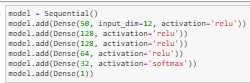 model = Sequential()
model.add(Dense(50, input_dim=12, activation='relu'))
model.add(Dense(128, activation='relu'))
model.add(Dense(128, activation='relu'))
model.add(Dense(64, activation='relu'))
model.add(Dense(32, activation='softmax'))
model.add(Dense(1))